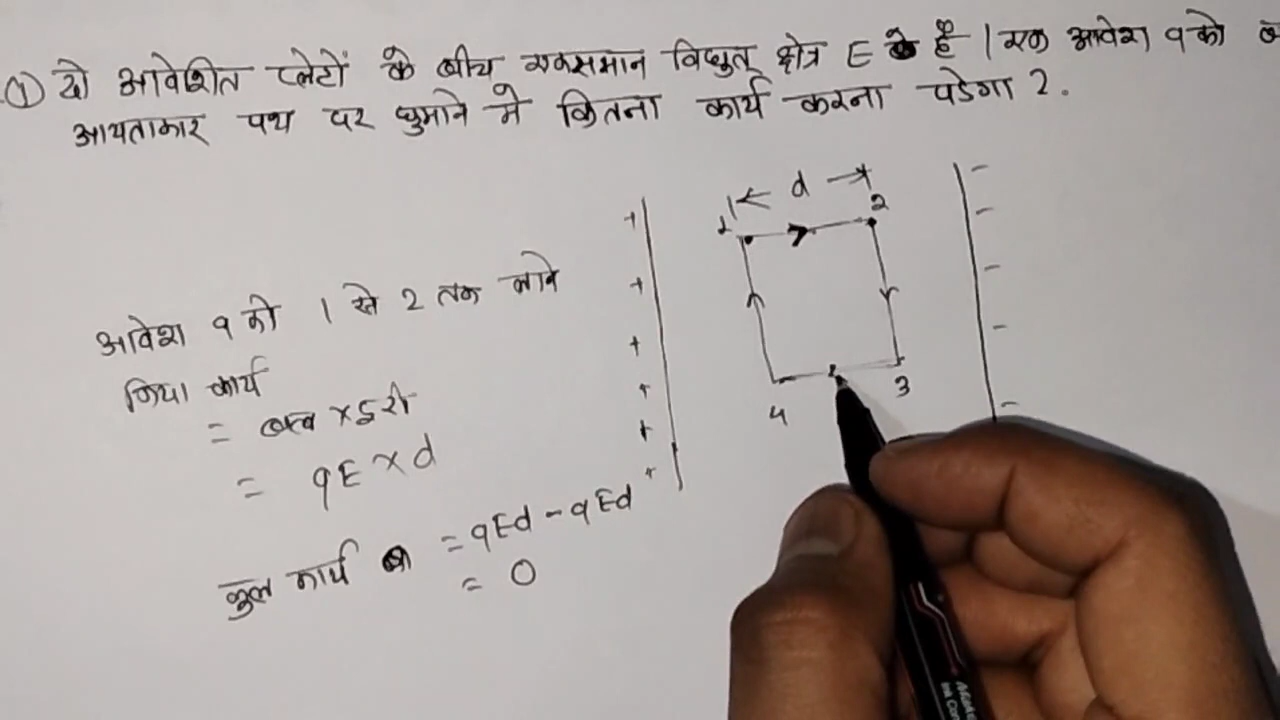 ① दो आवेशित प्लेटों के बीच एकसमान विद्युत् क्षेत्र E है । एक आवेश q को
आयताकार पथ पर घुमाने मे कितना कार्य करना पडेगा ? .
← d →
1 2
+ + + + + +
- - - - -
4 3
आवेश q को 1 से 2 तक लाने
किया कार्य
= बल × दूरी
= qE × d
कुल कार्य = qEd - qEd
= 0